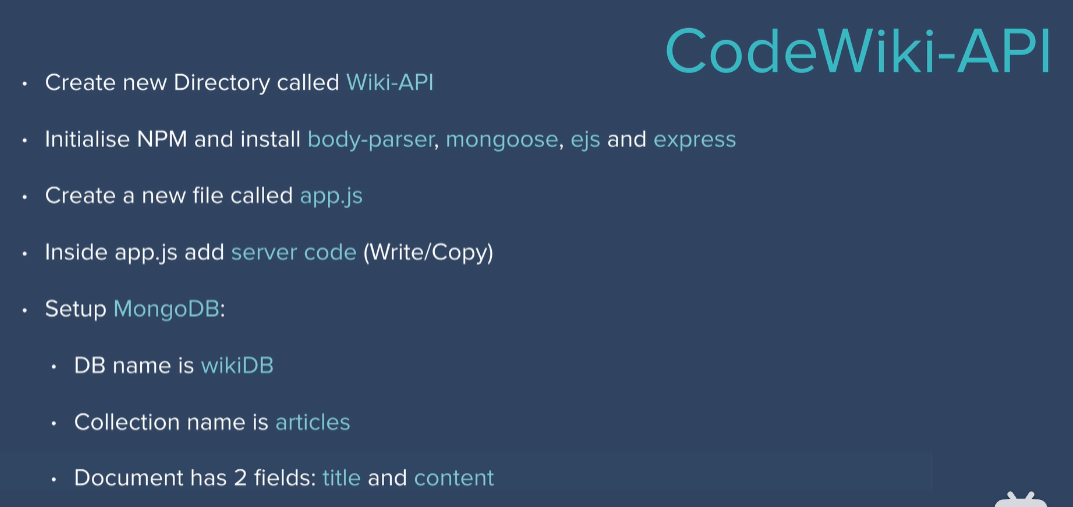 CodeWiki-API
• Create new Directory called Wiki-API
• Initialise NPM and install body-parser, mongoose, ejs and express
• Create a new file called app.js
• Inside app.js add server code (Write/Copy)
• Setup MongoDB:
• DB name is wikiDB
• Collection name is articles
• Document has 2 fields: title and content